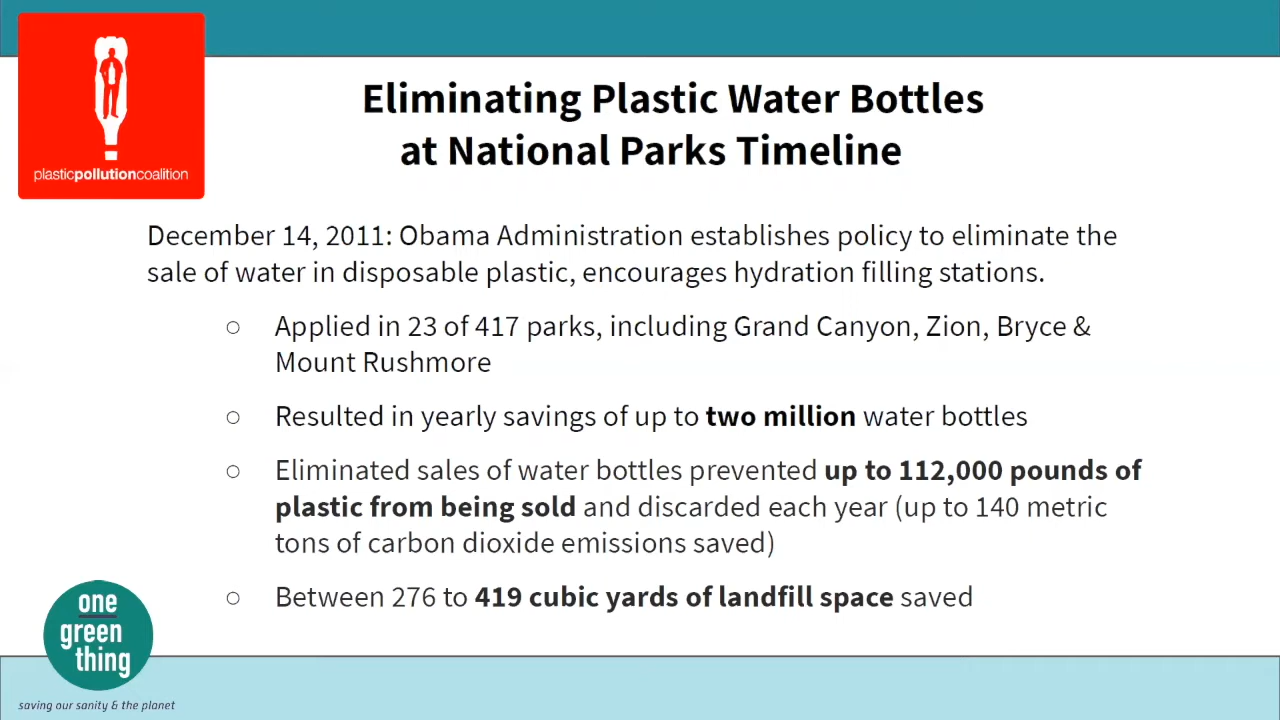 plasticpollutioncoalition
Eliminating Plastic Water Bottles
at National Parks Timeline
December 14, 2011: Obama Administration establishes policy to eliminate the
sale of water in disposable plastic, encourages hydration filling stations.
○ Applied in 23 of 417 parks, including Grand Canyon, Zion, Bryce &
Mount Rushmore
○ Resulted in yearly savings of up to two million water bottles
○ Eliminated sales of water bottles prevented up to 112,000 pounds of
plastic from being sold and discarded each year (up to 140 metric
tons of carbon dioxide emissions saved)
○ Between 276 to 419 cubic yards of landfill space saved
one
green
thing
saving our sanity & the planet